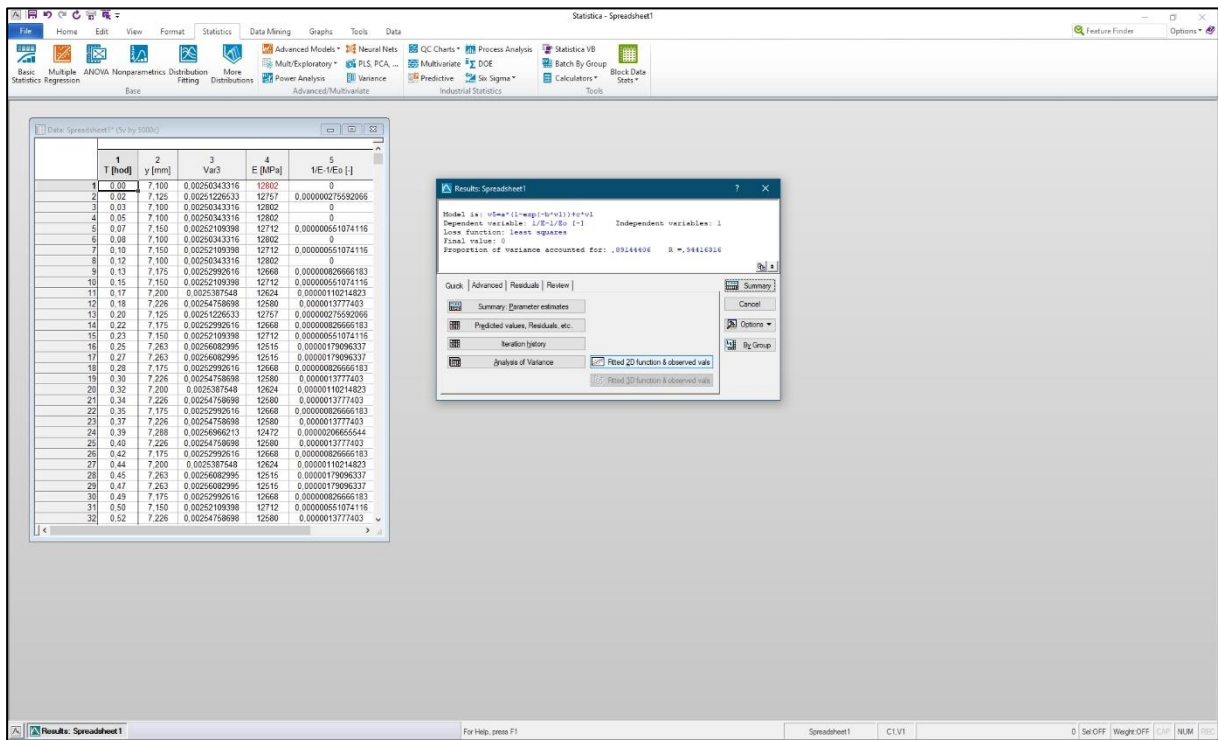 Statistica - Spreadsheet1
File Home Edit View Format Statistics Data Mining Graphs Tools Data Feature Finder Options
Basic Statistics
Multiple Regression
ANOVA
Nonparametrics
Distribution Fitting
More Distributions
Base
Advanced Models Neural Nets
Mult/Exploratory PLS, PCA, ...
Power Analysis Variance
Advanced/Multivariate
QC Charts Process Analysis
Multivariate DOE
Predictive Six Sigma
Industrial Statistics
Statistica VB
Batch By Group
Calculators
Block Data Stats
Tools
Data: Spreadsheet1* (5v by 5000c)
1 2 3 4 5
T [hod] y [mm] Var3 E [MPa] 1/E-1/Eo [-]
1 0,00 7,100 0,00250343316 12802 0
2 0,02 7,125 0,00251226533 12757 0,000000275592066
3 0,03 7,100 0,00250343316 12802 0
4 0,05 7,100 0,00250343316 12802 0
5 0,07 7,150 0,00252109398 12712 0,000000551074116
6 0,08 7,100 0,00250343316 12802 0
7 0,10 7,150 0,00252109398 12712 0,000000551074116
8 0,12 7,100 0,00250343316 12802 0
9 0,13 7,175 0,00252992616 12668 0,000000826666183
10 0,15 7,150 0,00252109398 12712 0,000000551074116
11 0,17 7,200 0,0025387548 12624 0,00000110214823
12 0,18 7,226 0,00254758698 12580 0,0000013777403
13 0,20 7,125 0,00251226533 12757 0,000000275592066
14 0,22 7,175 0,00252992616 12668 0,000000826666183
15 0,23 7,150 0,00252109398 12712 0,000000551074116
16 0,25 7,263 0,00256082995 12515 0,00000179096337
17 0,27 7,263 0,00256082995 12515 0,00000179096337
18 0,28 7,175 0,00252992616 12668 0,000000826666183
19 0,30 7,226 0,00254758698 12580 0,0000013777403
20 0,32 7,200 0,0025387548 12624 0,00000110214823
21 0,34 7,226 0,00254758698 12580 0,0000013777403
22 0,35 7,175 0,00252992616 12668 0,000000826666183
23 0,37 7,226 0,00254758698 12580 0,0000013777403
24 0,39 7,288 0,00256966213 12472 0,00000206655544
25 0,40 7,226 0,00254758698 12580 0,0000013777403
26 0,42 7,175 0,00252992616 12668 0,000000826666183
27 0,44 7,200 0,0025387548 12624 0,00000110214823
28 0,45 7,263 0,00256082995 12515 0,00000179096337
29 0,47 7,263 0,00256082995 12515 0,00000179096337
30 0,49 7,175 0,00252992616 12668 0,000000826666183
31 0,50 7,150 0,00252109398 12712 0,000000551074116
32 0,52 7,226 0,00254758698 12580 0,0000013777403
Results: Spreadsheet1 ?
Model is: v5=a*(1-exp(-b*v1))+c*v1
Dependent variable: 1/E-1/Eo [-] Independent variables: 1
Loss function: least squares
Final value: 0
Proportion of variance accounted for: ,89144406 R =,94416316
Quick Advanced Residuals Review
Summary
Summary: Parameter estimates
Cancel
Predicted values, Residuals, etc.
Options
Iteration history
By Group
Analysis of Variance
Fitted 2D function & observed vals
Fitted 2D function & observed vals
Results: Spreadsheet1
For Help, press F1
Spreadsheet1 C1,V1 0 Sel:OFF Weight:OFF CAP NUM REC